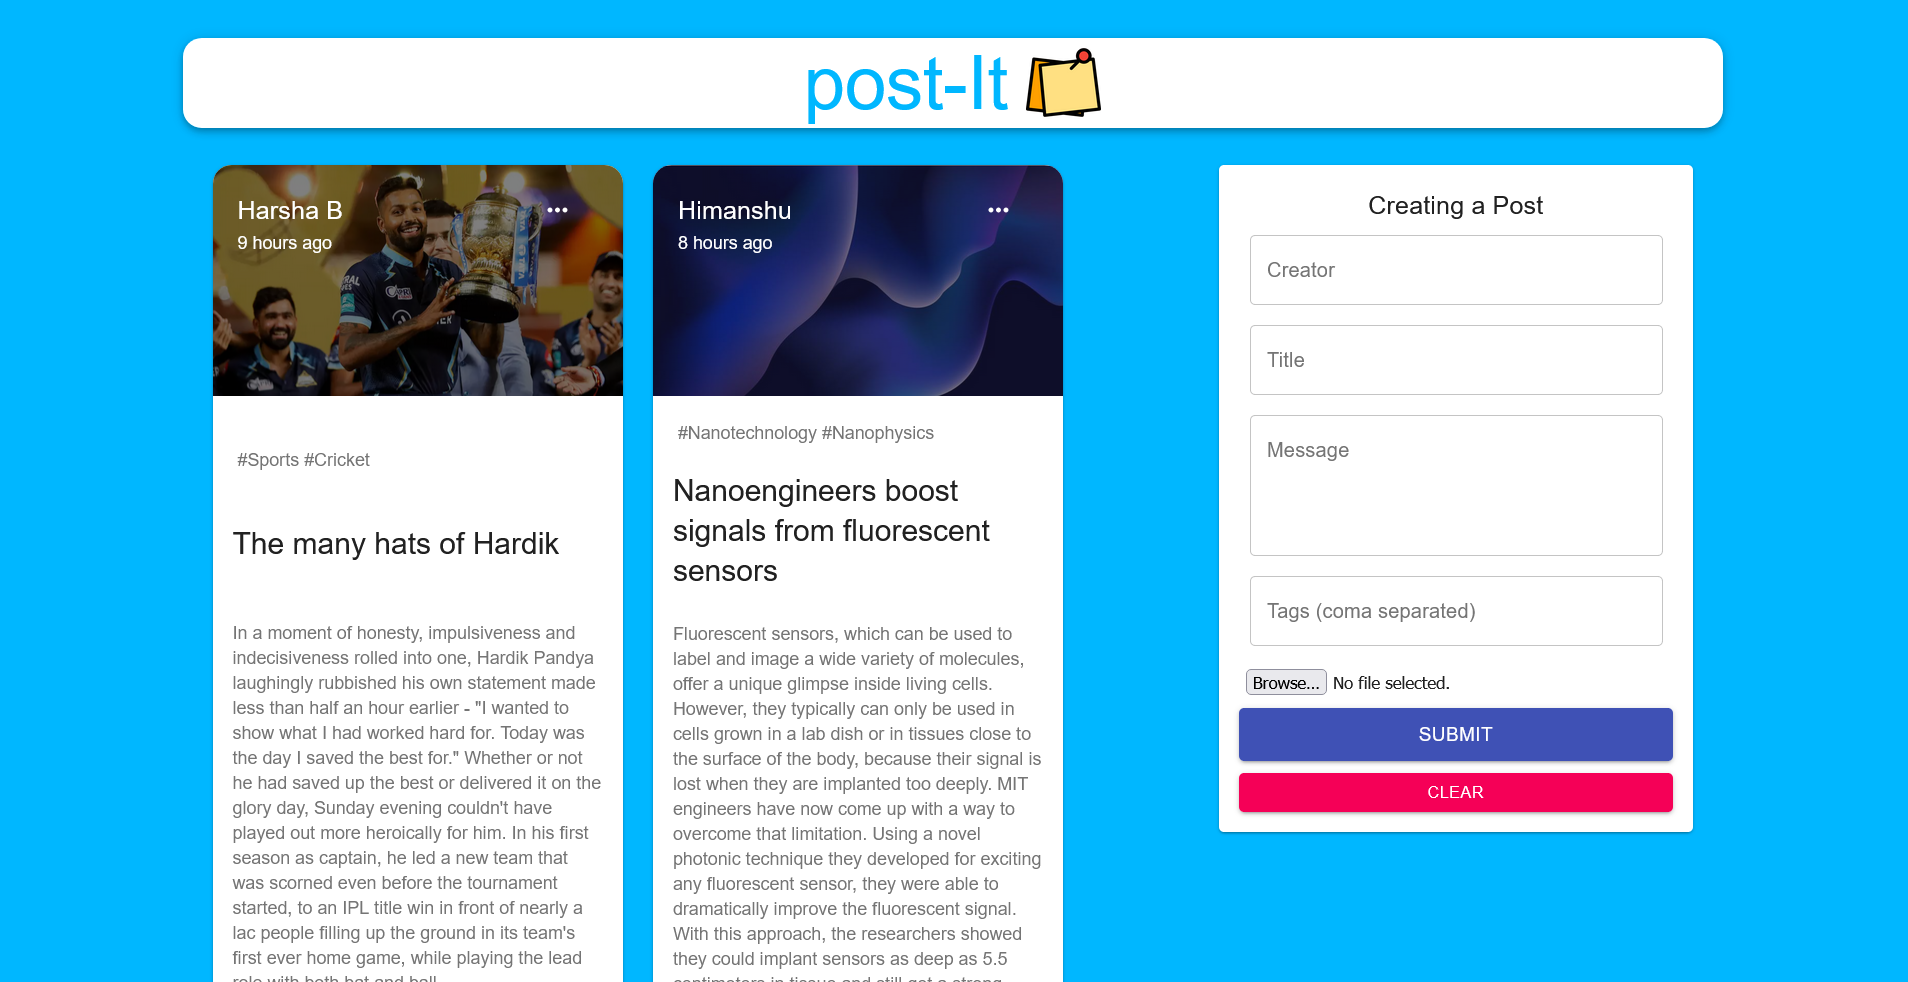 post-It
Harsha B
9 hours ago
#Sports #Cricket
The many hats of Hardik
In a moment of honesty, impulsiveness and
indecisiveness rolled into one, Hardik Pandya
laughingly rubbished his own statement made
less than half an hour earlier - "I wanted to
show what I had worked hard for. Today was
the day I saved the best for." Whether or not
he had saved up the best or delivered it on the
glory day, Sunday evening couldn't have
played out more heroically for him. In his first
season as captain, he led a new team that
was scorned even before the tournament
started, to an IPL title win in front of nearly a
lac people filling up the ground in its team's
first ever home game, while playing the lead
role with both bat and ball.
Himanshu
8 hours ago
#Nanotechnology #Nanophysics
Nanoengineers boost
signals from fluorescent
sensors
Fluorescent sensors, which can be used to
label and image a wide variety of molecules,
offer a unique glimpse inside living cells.
However, they typically can only be used in
cells grown in a lab dish or in tissues close to
the surface of the body, because their signal is
lost when they are implanted too deeply. MIT
engineers have now come up with a way to
overcome that limitation. Using a novel
photonic technique they developed for exciting
any fluorescent sensor, they were able to
dramatically improve the fluorescent signal.
With this approach, the researchers showed
they could implant sensors as deep as 5.5
centimeters in tissue and still get a strong
Creating a Post
Creator
Title
Message
Tags (coma separated)
Browse... No file selected.
SUBMIT
CLEAR